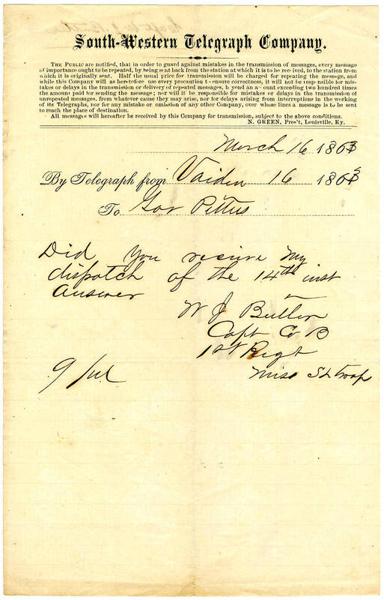 South-Western Telegraph Company.
THE PUBLIC are notified, that in order to guard against mistakes in the transmission of messages, every message
of importance ought to be repeated, by being sent back from the station at which it is to be received, to the station from
which it is originally sent. Half the usual price for transmission will be charged for repeating the message, and
while this Company will as heretofore use every precaution to ensure correctness, it will not be responsible for mis-
takes or delays in the transmission or delivery of repeated messages, beyond an amount exceeding two hundred times
the amount paid for sending the message; nor will it be responsible for mistakes or delays in the transmission of
unrepeated messages, from whatever cause they may arise, nor for delays arising from interruptions in the working
of its Telegraphs, nor for any mistake or omission of any other Company, over whose lines a message is to be sent
to reach the place of destination.
All messages will hereafter be received by this Company for transmission, subject to the above conditions.
N. GREEN, Pres't, Louisville, Ky.
March 16 1863
By Telegraph from Vaiden 16 1863
To Gov Pettus
Did you recieve my
dispatch of the 14th inst
answer
W J Butler
Capt Co B
1st Regt
Miss St troop
9